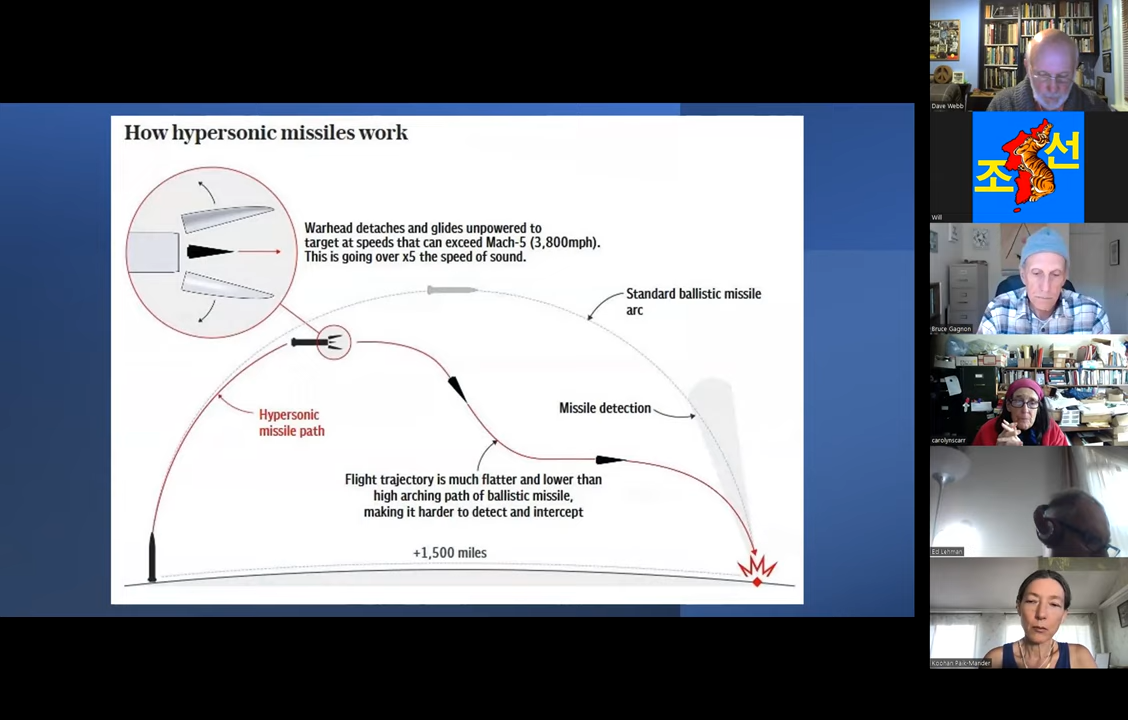 How hypersonic missiles work
Warhead detaches and glides unpowered to
target at speeds that can exceed Mach-5 (3,800mph).
This is going over x5 the speed of sound.
Standard ballistic missile
arc
Missile detection
Hypersonic
missile path
Flight trajectory is much flatter and lower than
high arching path of ballistic missile,
making it harder to detect and intercept
+1,500 miles
Dave Webb
조선
Will
Bruce Gagnon
carolynscarr
Ed Lehman
Koohan Paik-Mander